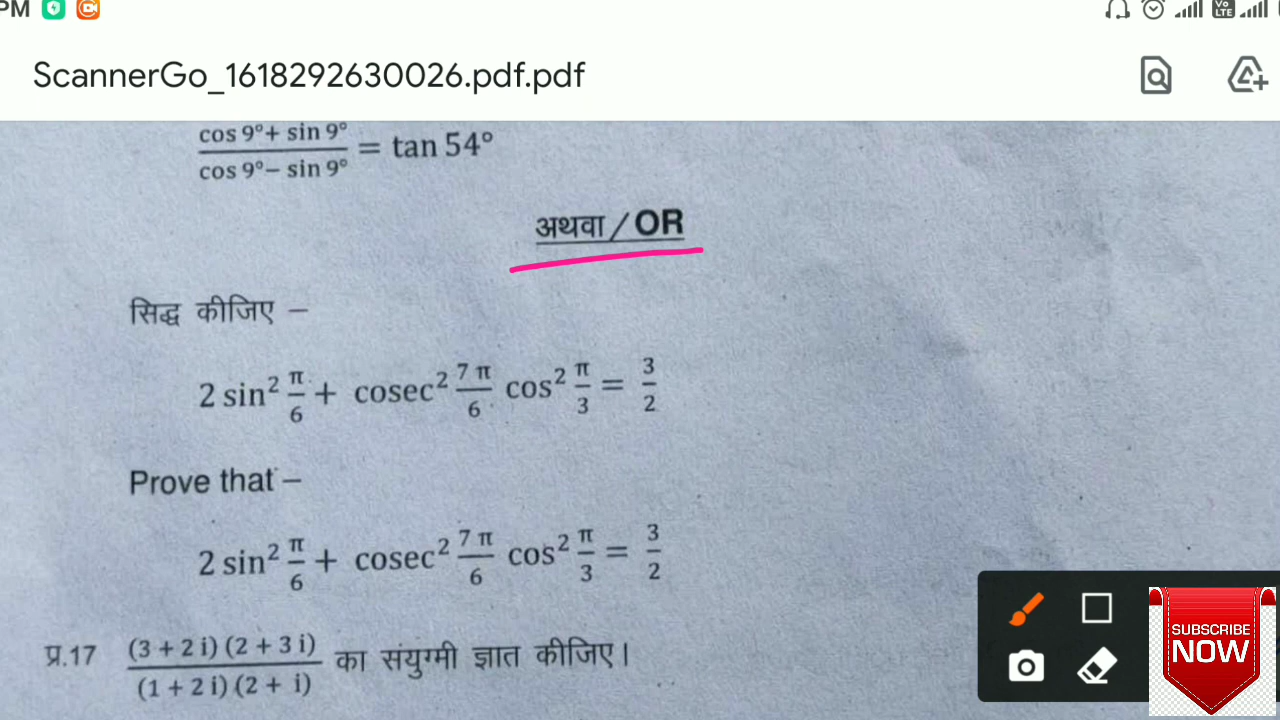 PM
Vo LTE
ScannerGo_1618292630026.pdf.pdf
cos 9°+ sin 9°
cos 9°− sin 9°
= tan 54°
अथवा / OR
सिद्ध कीजिए –
2 sin² π/6 + cosec² 7π/6 cos² π/3 = 3/2
Prove that –
2 sin² π/6 + cosec² 7π/6 cos² π/3 = 3/2
प्र.17 (3 + 2 i) (2 + 3 i) / (1 + 2 i) (2 + i) का संयुग्मी ज्ञात कीजिए।
SUBSCRIBE
NOW